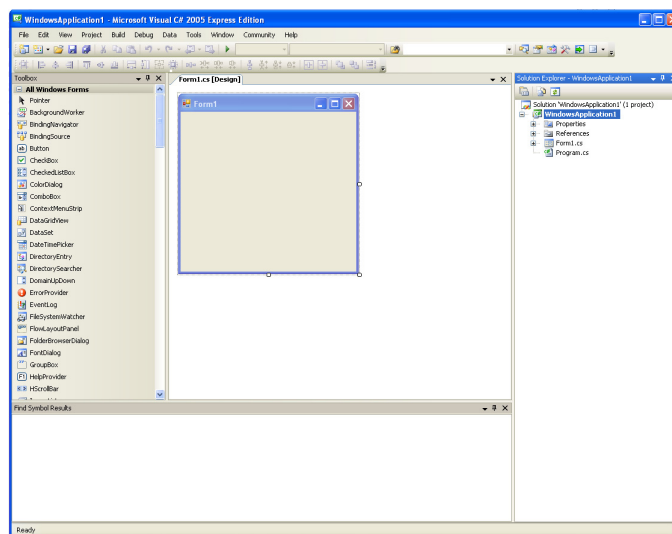 WindowsApplication1 - Microsoft Visual C# 2005 Express Edition
File Edit View Project Build Debug Data Tools Window Community Help
Toolbox
All Windows Forms
Pointer
BackgroundWorker
BindingNavigator
BindingSource
Button
CheckBox
CheckedListBox
ColorDialog
ComboBox
ContextMenuStrip
DataGridView
DataSet
DateTimePicker
DirectoryEntry
DirectorySearcher
DomainUpDown
ErrorProvider
EventLog
FileSystemWatcher
FlowLayoutPanel
FolderBrowserDialog
FontDialog
GroupBox
HelpProvider
HScrollBar
Form1.cs [Design]
Form1
Solution Explorer - WindowsApplication1
Solution 'WindowsApplication1' (1 project)
WindowsApplication1
Properties
References
Form1.cs
Program.cs
Find Symbol Results
Ready